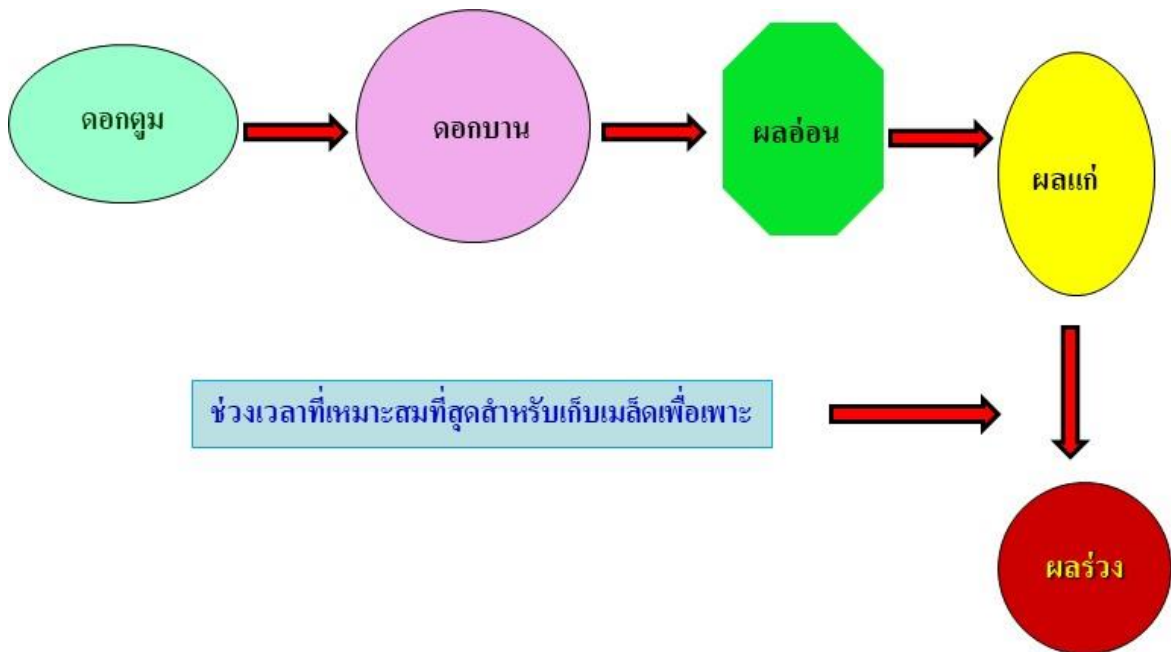 ดอกตูม
ดอกบาน
ผลอ่อน
ผลแก่
ช่วงเวลาที่เหมาะสมที่สุดสำหรับเก็บเมล็ดเพื่อเพาะ
ผลร่วง